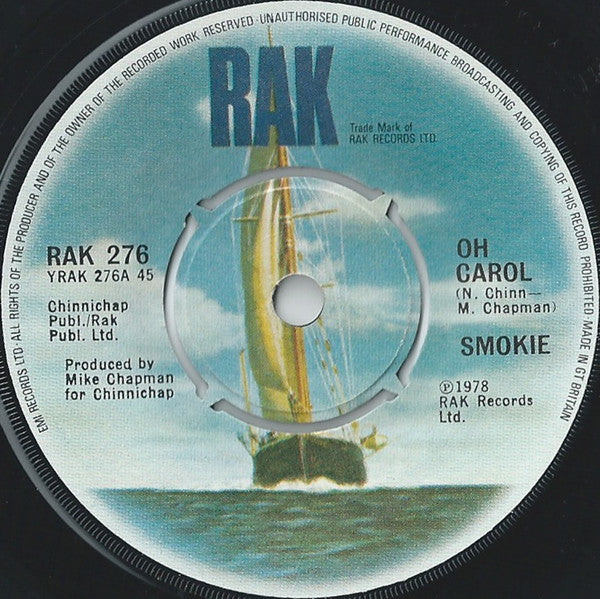 EMI RECORDS LTD·ALL RIGHTS OF THE PRODUCER AND OF THE OWNER OF THE RECORDED WORK RESERVED·UNAUTHORISED PUBLIC PERFORMANCE BROADCASTING AND COPYING OF THIS RECORD PROHIBITED·MADE IN GT BRITAIN
RAK
Trade Mark of
RAK RECORDS LTD.
RAK 276
YRAK 276A 45
Chinnichap
Publ./Rak
Publ. Ltd.
Produced by
Mike Chapman
for Chinnichap
OH
CAROL
(N. Chinn—
M. Chapman)
SMOKIE
℗1978
RAK Records
Ltd.